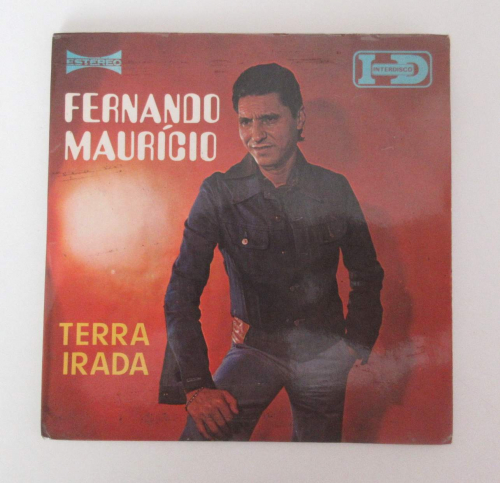 ESTEREO
INTERDISCO
FERNANDO
MAURÍCIO
TERRA
IRADA